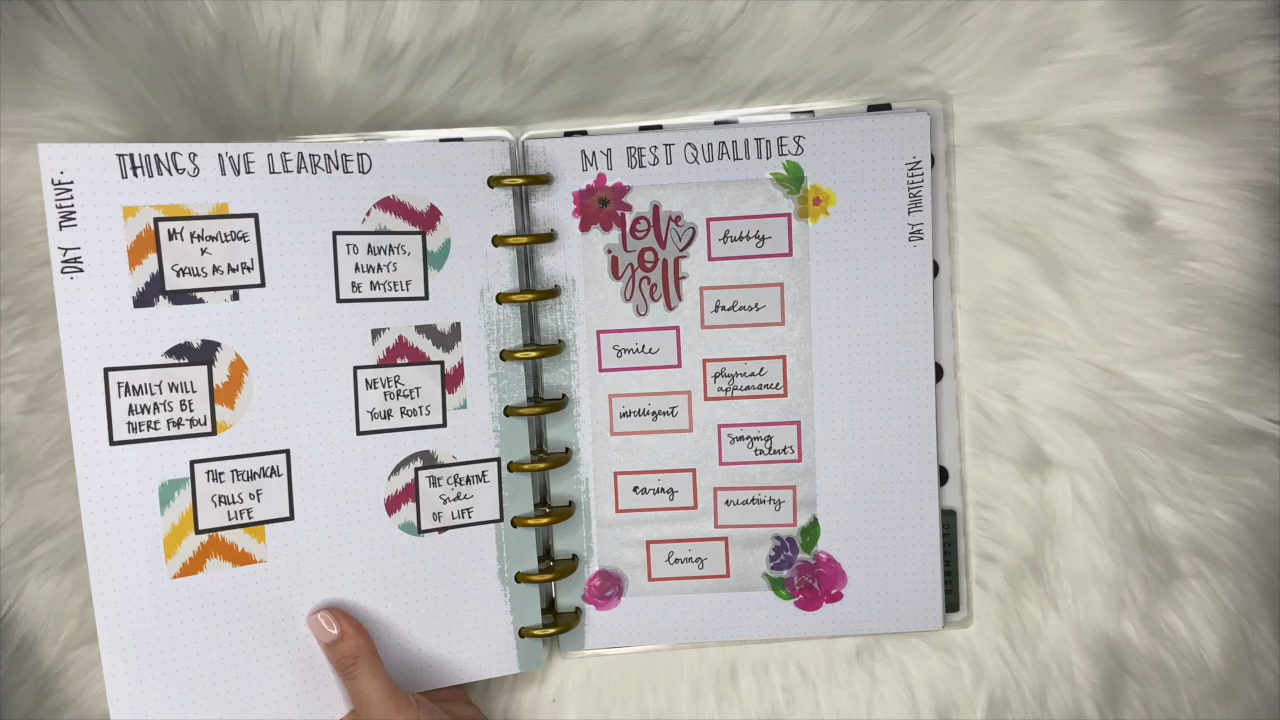 ·DAY TWELVE·
THINGS I'VE LEARNED
MY KNOWLEDGE
&
SKILLS AS AN RN
TO ALWAYS,
ALWAYS
BE MYSELF
FAMILY WILL
ALWAYS BE
THERE FOR YOU
NEVER
FORGET
YOUR ROOTS
THE TECHNICAL
SKILLS OF
LIFE
THE CREATIVE
Side
OF LIFE
MY BEST QUALITIES
·DAY THIRTEEN·
Love
yo
self
bubbly
badass
smile
physical
appearance
intelligent
singing
talents
caring
creativity
loving
DECEMBER